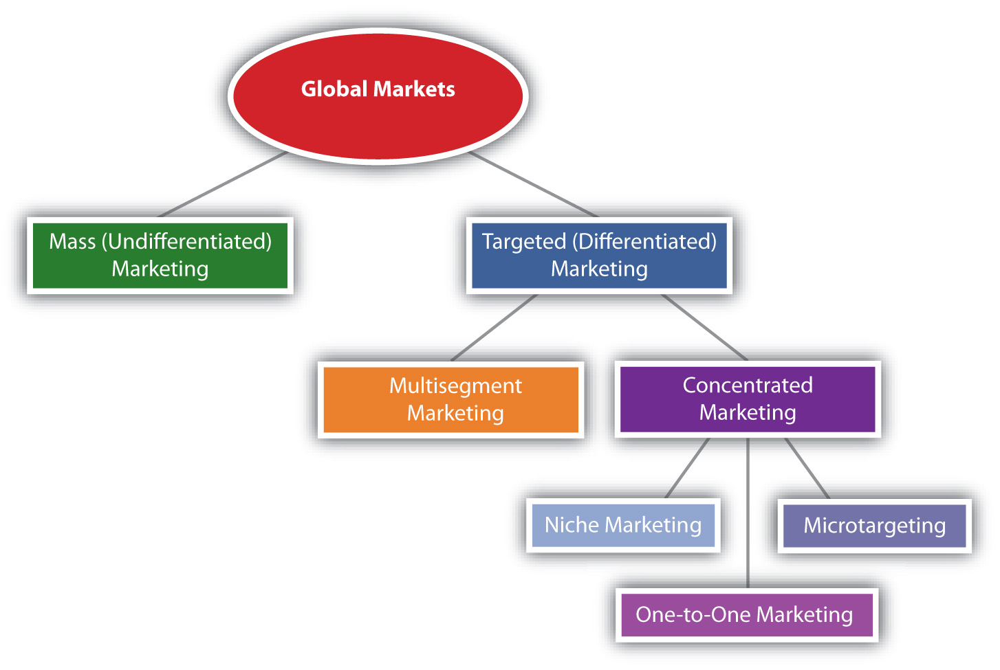 Global Markets
Mass (Undifferentiated)
Marketing
Targeted (Differentiated)
Marketing
Multisegment
Marketing
Concentrated
Marketing
Niche Marketing
Microtargeting
One-to-One Marketing